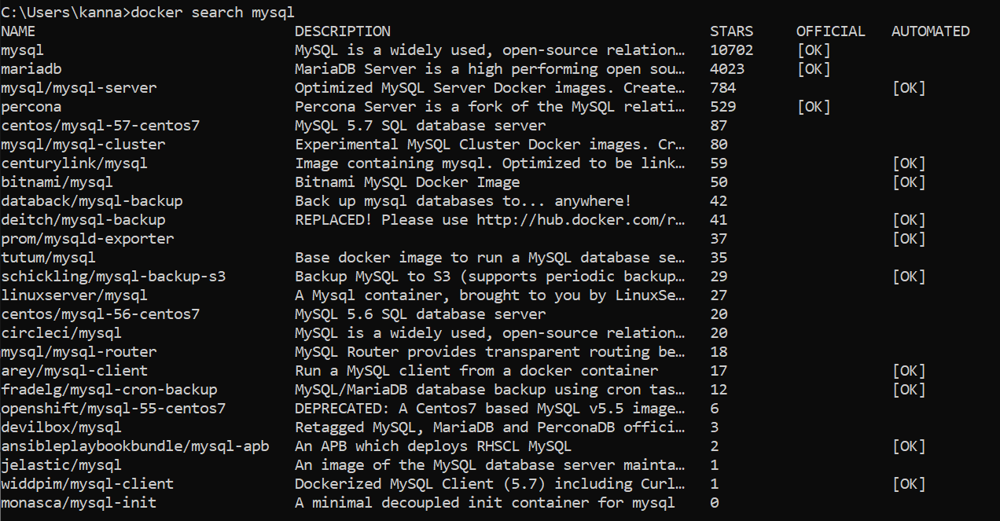 C:\Users\kanna>docker search mysql
NAME DESCRIPTION STARS OFFICIAL AUTOMATED
mysql MySQL is a widely used, open-source relation… 10702 [OK]
mariadb MariaDB Server is a high performing open sou… 4023 [OK]
mysql/mysql-server Optimized MySQL Server Docker images. Create… 784 [OK]
percona Percona Server is a fork of the MySQL relati… 529 [OK]
centos/mysql-57-centos7 MySQL 5.7 SQL database server 87
mysql/mysql-cluster Experimental MySQL Cluster Docker images. Cr… 80
centurylink/mysql Image containing mysql. Optimized to be link… 59 [OK]
bitnami/mysql Bitnami MySQL Docker Image 50 [OK]
databack/mysql-backup Back up mysql databases to... anywhere! 42
deitch/mysql-backup REPLACED! Please use http://hub.docker.com/r… 41 [OK]
prom/mysqld-exporter 37 [OK]
tutum/mysql Base docker image to run a MySQL database se… 35
schickling/mysql-backup-s3 Backup MySQL to S3 (supports periodic backup… 29 [OK]
linuxserver/mysql A Mysql container, brought to you by LinuxSe… 27
centos/mysql-56-centos7 MySQL 5.6 SQL database server 20
circleci/mysql MySQL is a widely used, open-source relation… 20
mysql/mysql-router MySQL Router provides transparent routing be… 18
arey/mysql-client Run a MySQL client from a docker container 17 [OK]
fradelg/mysql-cron-backup MySQL/MariaDB database backup using cron tas… 12 [OK]
openshift/mysql-55-centos7 DEPRECATED: A Centos7 based MySQL v5.5 image… 6
devilbox/mysql Retagged MySQL, MariaDB and PerconaDB offici… 3
ansibleplaybookbundle/mysql-apb An APB which deploys RHSCL MySQL 2 [OK]
jelastic/mysql An image of the MySQL database server mainta… 1
widdpim/mysql-client Dockerized MySQL Client (5.7) including Curl… 1 [OK]
monasca/mysql-init A minimal decoupled init container for mysql 0